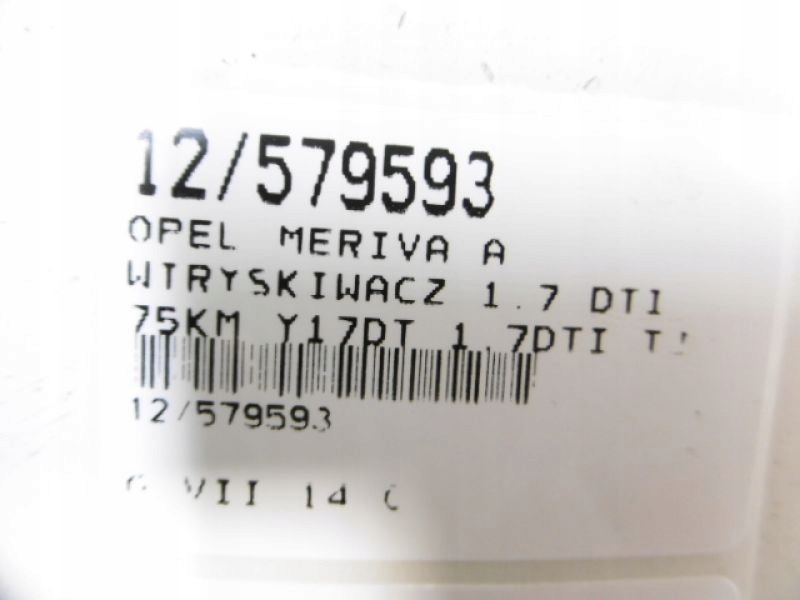 12/579593
OPEL MERIVA A
WTRYSKIWACZ 1.7 DTI
75KM Y17DT 1.7DTI
12/579593
VII 14